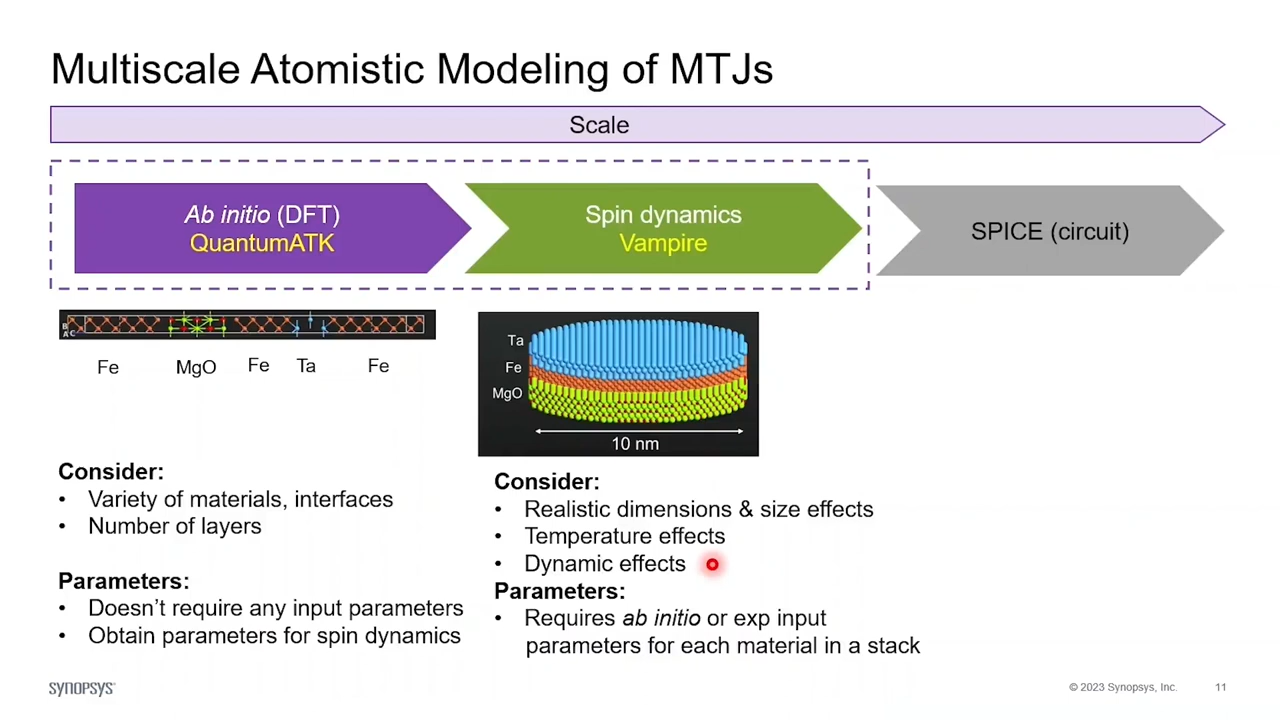 Multiscale Atomistic Modeling of MTJs
Scale
Ab initio (DFT)
QuantumATK
Spin dynamics
Vampire
SPICE (circuit)
B
A C
Fe
MgO
Fe
Ta
Fe
Ta
Fe
MgO
10 nm
Consider:
• Variety of materials, interfaces
• Number of layers
Parameters:
• Doesn’t require any input parameters
• Obtain parameters for spin dynamics
Consider:
• Realistic dimensions & size effects
• Temperature effects
• Dynamic effects
Parameters:
• Requires ab initio or exp input
parameters for each material in a stack
SYNOPSYS®
© 2023 Synopsys, Inc.
11